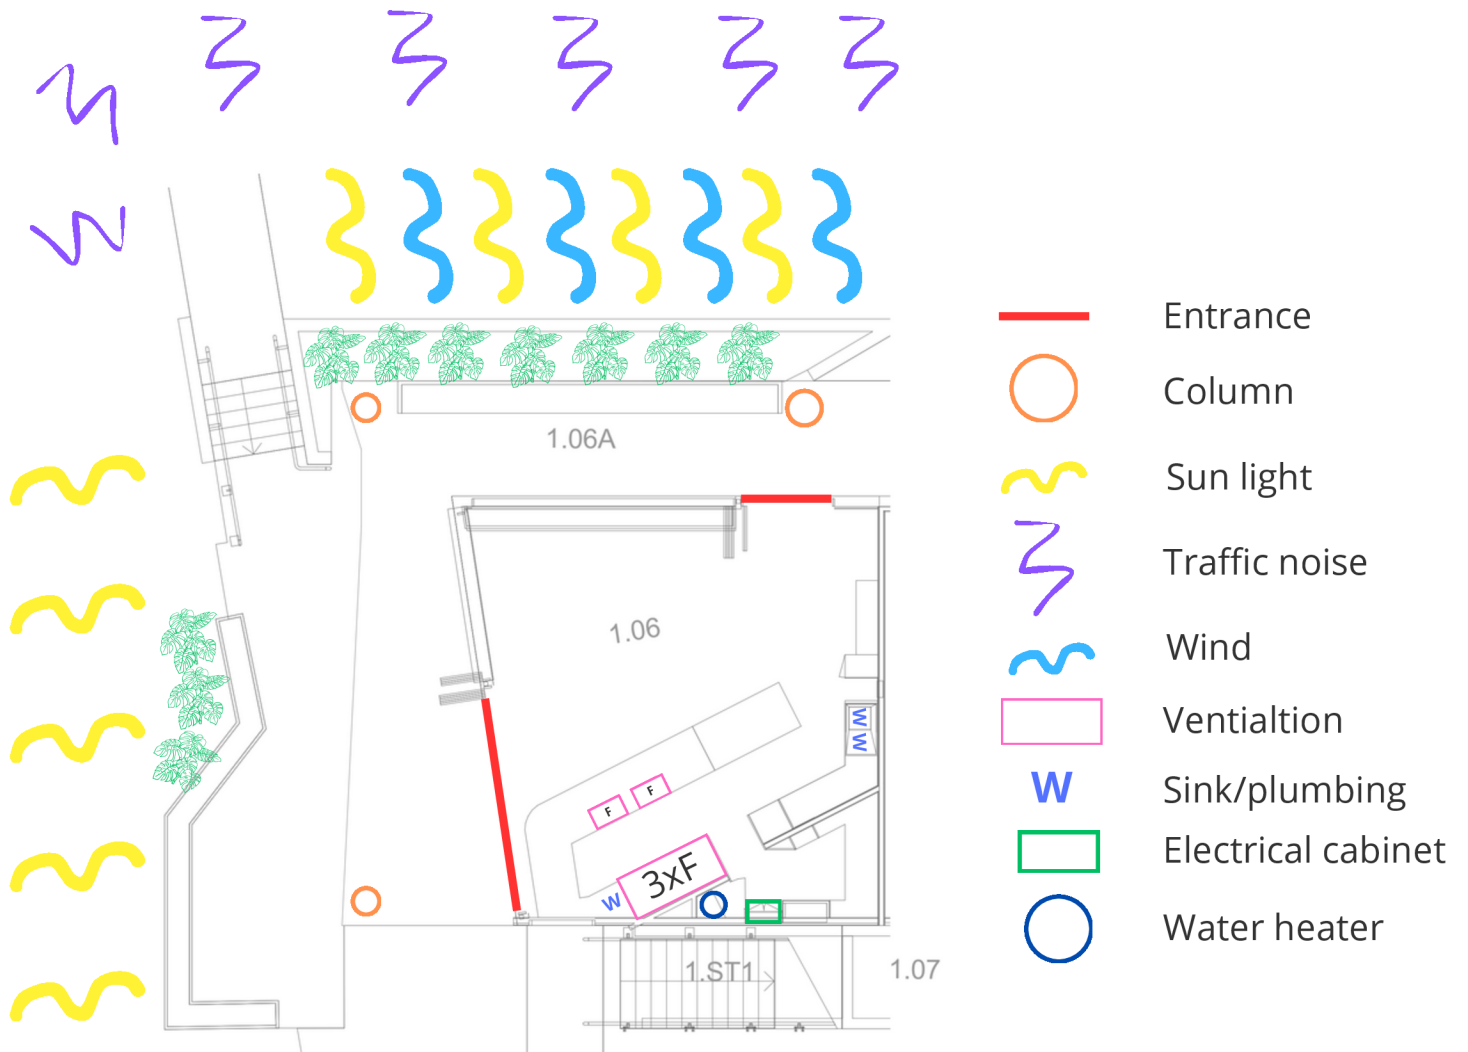 1.06A
1.06
W
W
F
F
3xF
W
1.ST1
1.07
Entrance
Column
Sun light
Traffic noise
Wind
Ventialtion
W
Sink/plumbing
Electrical cabinet
Water heater